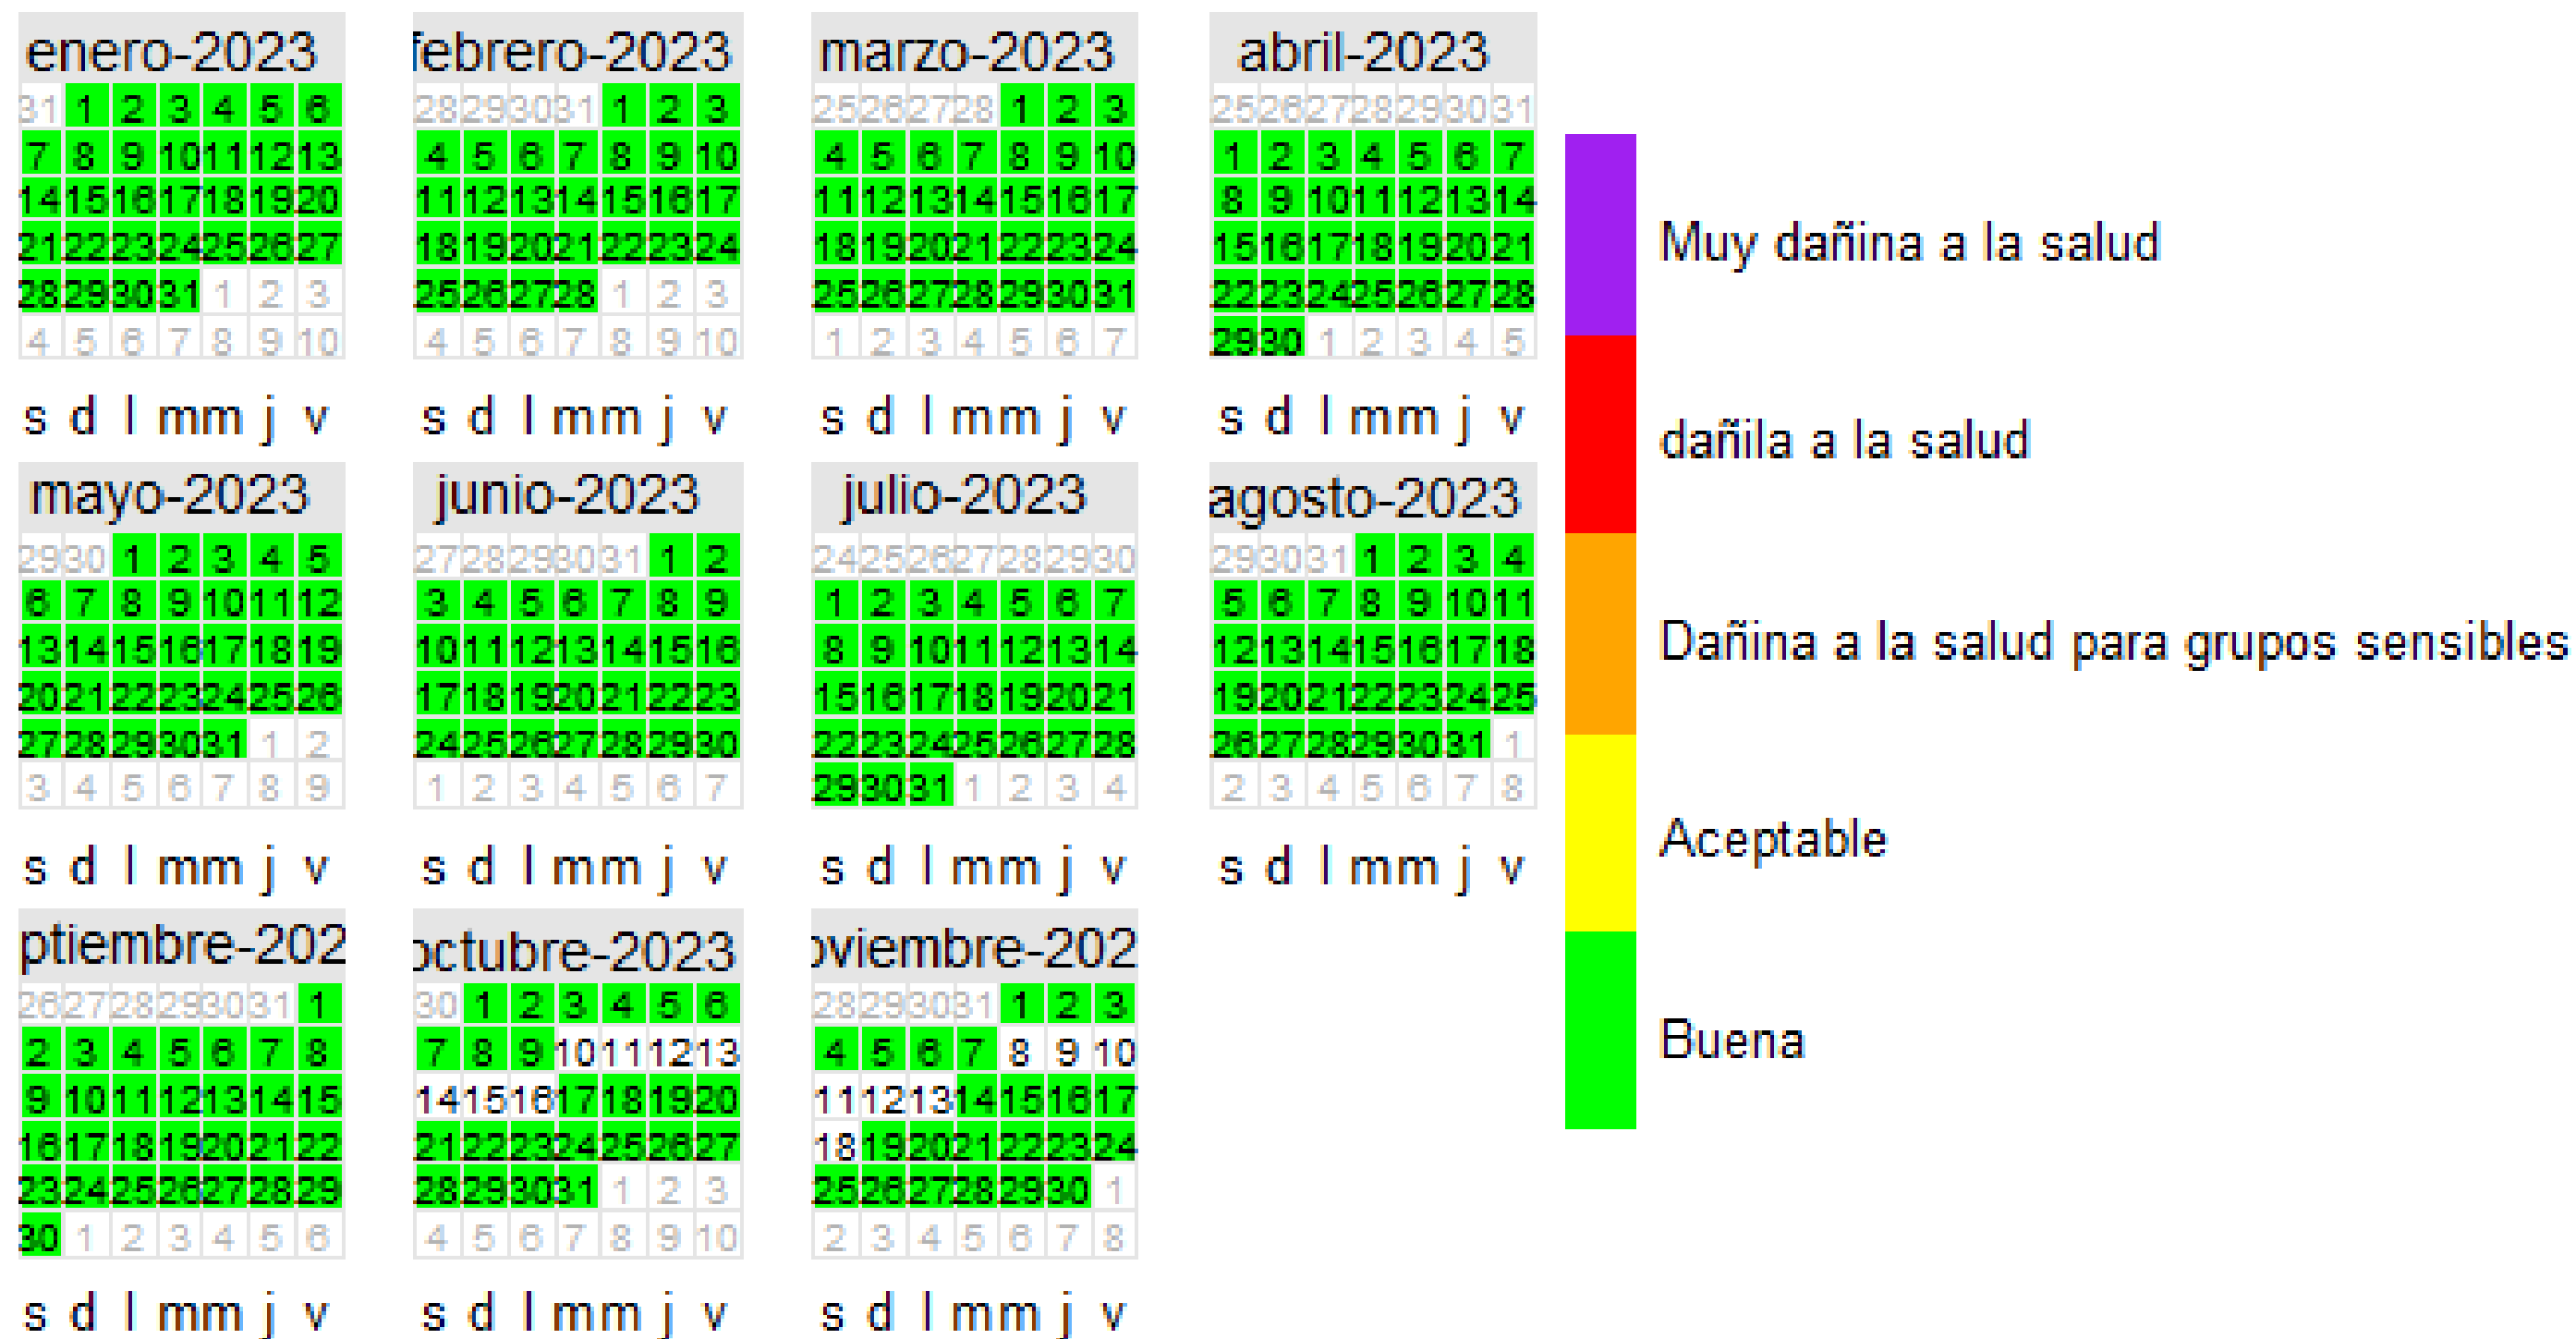 enero-2023
31 1 2 3 4 5 6
7 8 9 10 11 12 13
14 15 16 17 18 19 20
21 22 23 24 25 26 27
28 29 30 31 1 2 3
4 5 6 7 8 9 10
s d l m m j v
febrero-2023
28 29 30 31 1 2 3
4 5 6 7 8 9 10
11 12 13 14 15 16 17
18 19 20 21 22 23 24
25 26 27 28 1 2 3
4 5 6 7 8 9 10
s d l m m j v
marzo-2023
25 26 27 28 1 2 3
4 5 6 7 8 9 10
11 12 13 14 15 16 17
18 19 20 21 22 23 24
25 26 27 28 29 30 31
1 2 3 4 5 6 7
s d l m m j v
abril-2023
25 26 27 28 29 30 31
1 2 3 4 5 6 7
8 9 10 11 12 13 14
15 16 17 18 19 20 21
22 23 24 25 26 27 28
29 30 1 2 3 4 5
s d l m m j v
mayo-2023
29 30 1 2 3 4 5
6 7 8 9 10 11 12
13 14 15 16 17 18 19
20 21 22 23 24 25 26
27 28 29 30 31 1 2
3 4 5 6 7 8 9
s d l m m j v
junio-2023
27 28 29 30 31 1 2
3 4 5 6 7 8 9
10 11 12 13 14 15 16
17 18 19 20 21 22 23
24 25 26 27 28 29 30
1 2 3 4 5 6 7
s d l m m j v
julio-2023
24 25 26 27 28 29 30
1 2 3 4 5 6 7
8 9 10 11 12 13 14
15 16 17 18 19 20 21
22 23 24 25 26 27 28
29 30 31 1 2 3 4
s d l m m j v
agosto-2023
29 30 31 1 2 3 4
5 6 7 8 9 10 11
12 13 14 15 16 17 18
19 20 21 22 23 24 25
26 27 28 29 30 31 1
2 3 4 5 6 7 8
s d l m m j v
ptiembre-202
26 27 28 29 30 31 1
2 3 4 5 6 7 8
9 10 11 12 13 14 15
16 17 18 19 20 21 22
23 24 25 26 27 28 29
30 1 2 3 4 5 6
s d l m m j v
octubre-2023
30 1 2 3 4 5 6
7 8 9 10 11 12 13
14 15 16 17 18 19 20
21 22 23 24 25 26 27
28 29 30 31 1 2 3
4 5 6 7 8 9 10
s d l m m j v
oviembre-202
28 29 30 31 1 2 3
4 5 6 7 8 9 10
11 12 13 14 15 16 17
18 19 20 21 22 23 24
25 26 27 28 29 30 1
2 3 4 5 6 7 8
s d l m m j v
Muy dañina a la salud
dañila a la salud
Dañina a la salud para grupos sensibles
Aceptable
Buena